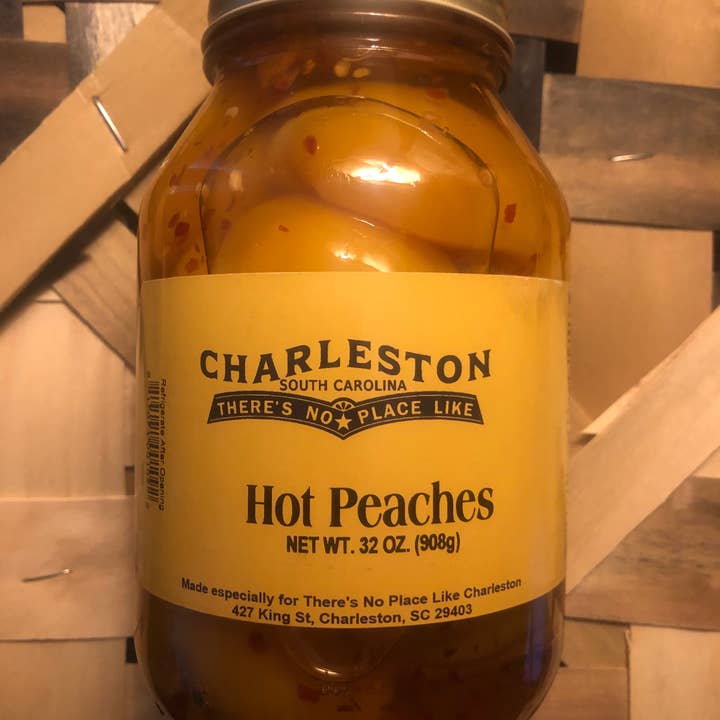 CHARLESTON
SOUTH CAROLINA
THERE'S NO PLACE LIKE
Hot Peaches
NET WT. 32 OZ. (908g)
Made especially for There's No Place Like Charleston
427 King St, Charleston, SC 29403
Refrigerate After Opening